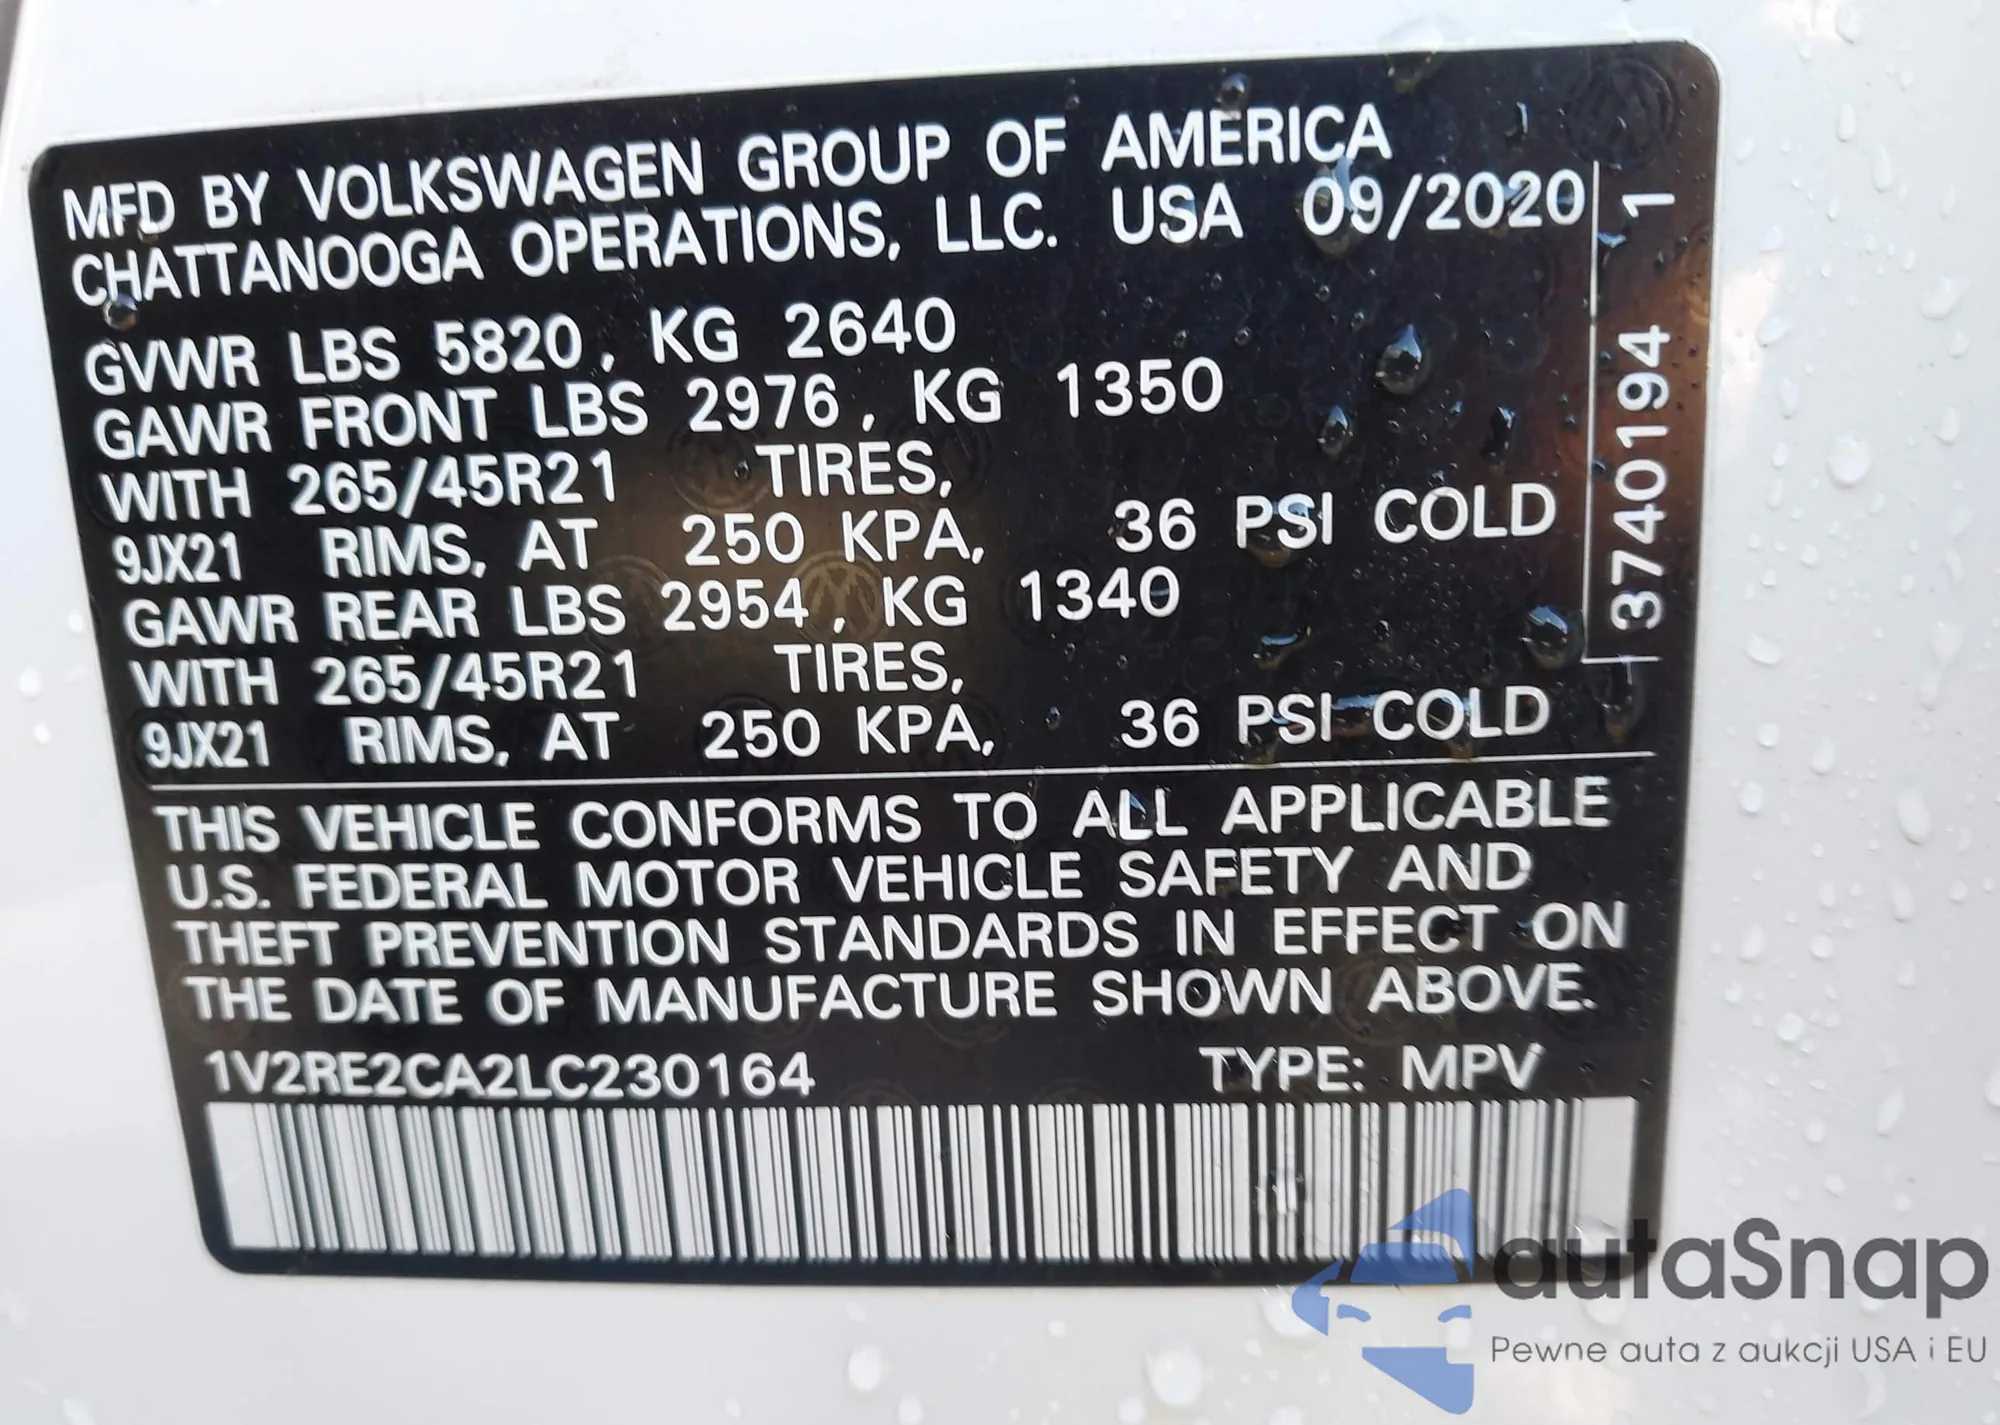 MFD BY VOLKSWAGEN GROUP OF AMERICA
CHATTANOOGA OPERATIONS, LLC. USA 09/2020
GVWR LBS 5820, KG 2640
GAWR FRONT LBS 2976, KG 1350
WITH 265/45R21 TIRES,
9JX21 RIMS, AT 250 KPA, 36 PSI COLD
GAWR REAR LBS 2954, KG 1340
WITH 265/45R21 TIRES,
9JX21 RIMS, AT 250 KPA, 36 PSI COLD
3740194 1
THIS VEHICLE CONFORMS TO ALL APPLICABLE
U.S. FEDERAL MOTOR VEHICLE SAFETY AND
THEFT PREVENTION STANDARDS IN EFFECT ON
THE DATE OF MANUFACTURE SHOWN ABOVE.
1V2RE2CA2LC230164 TYPE: MPV
autaSnap
Pewne auta z aukcji USA i EU